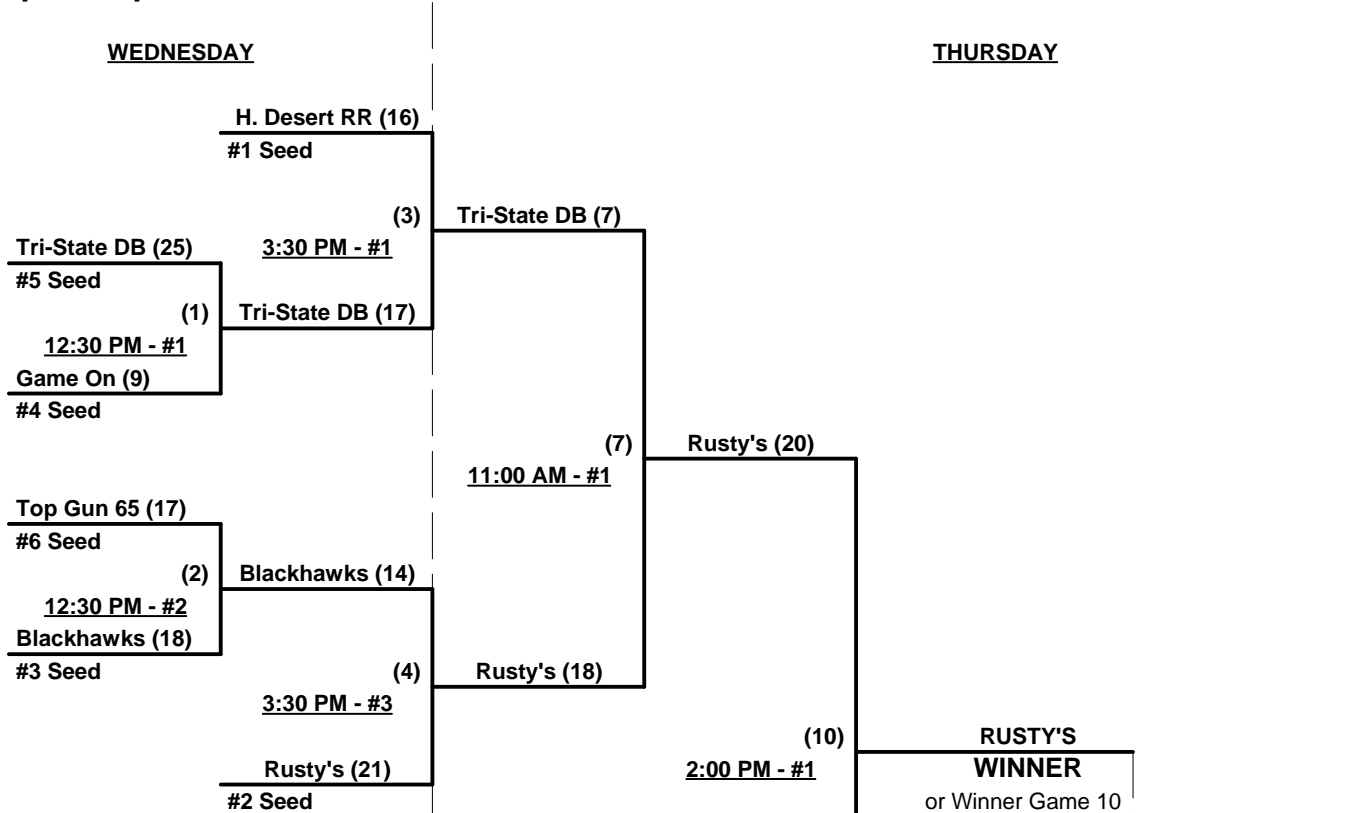 WEDNESDAY
THURSDAY
H. Desert RR (16)
#1 Seed
(3)
Tri-State DB (7)
Tri-State DB (25)
3:30 PM - #1
#5 Seed
(1)
Tri-State DB (17)
12:30 PM - #1
Game On (9)
#4 Seed
(7)
Rusty's (20)
11:00 AM - #1
Top Gun 65 (17)
#6 Seed
(2)
Blackhawks (14)
12:30 PM - #2
Blackhawks (18)
#3 Seed
(4)
Rusty's (18)
3:30 PM - #3
(10)
RUSTY'S
Rusty's (21)
2:00 PM - #1
WINNER
#2 Seed
or Winner Game 10